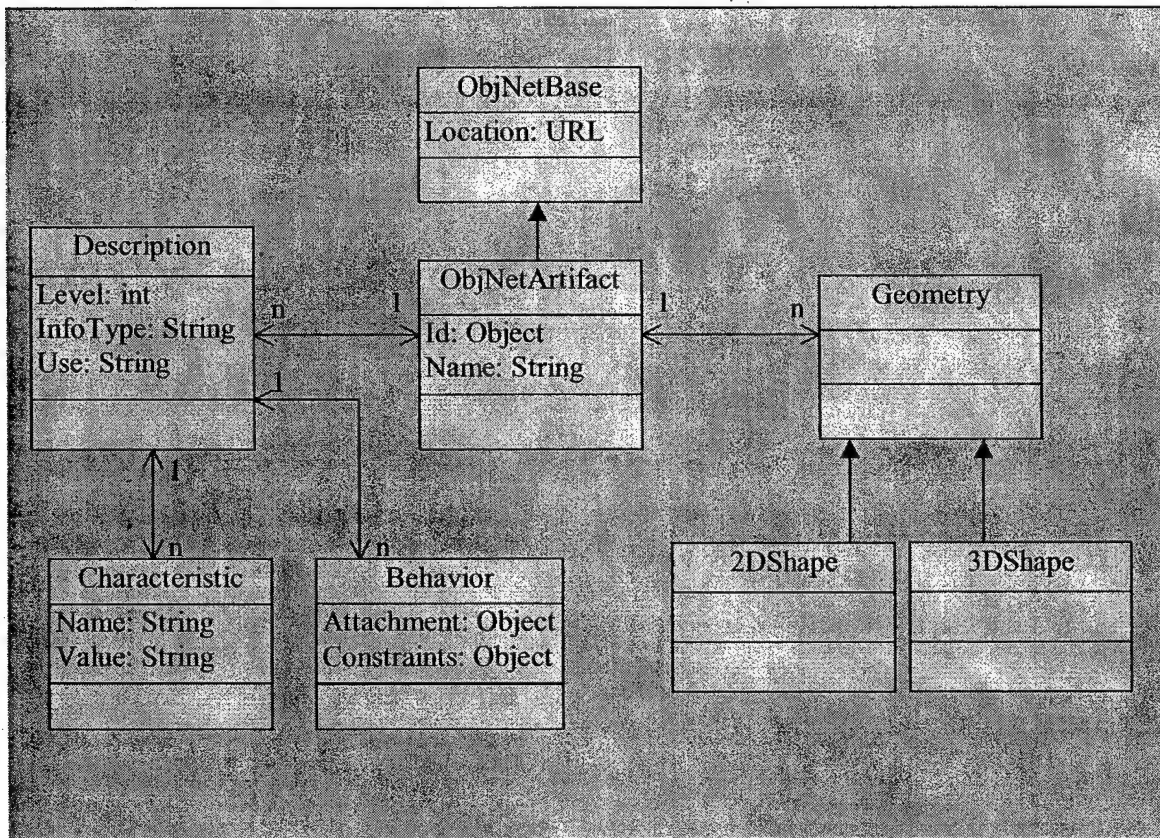 ObjNetBase
Location: URL
Description
Level: int
InfoType: String
Use: String
n
1
ObjNetArtifact
Id: Object
Name: String
1
n
Geometry
1
1
n
n
Characteristic
Name: String
Value: String
Behavior
Attachment: Object
Constraints: Object
2DShape
3DShape